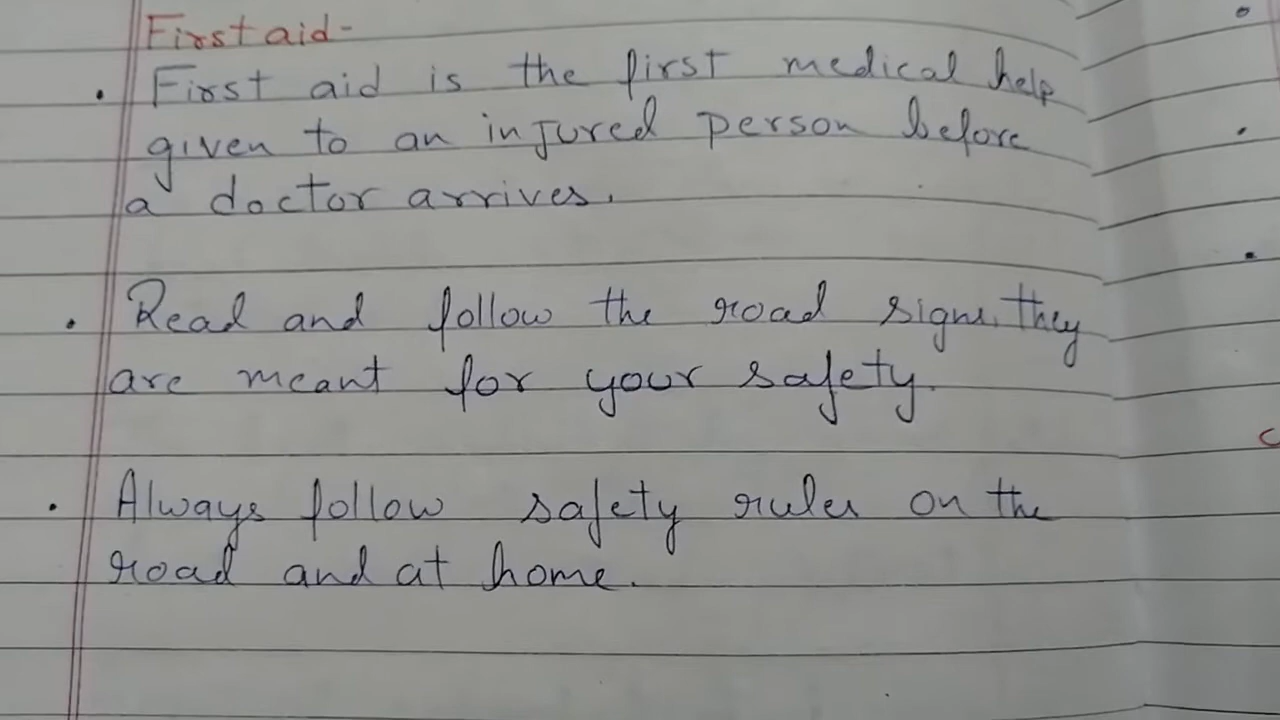 First aid-
• First aid is the first medical help
given to an injured person before
a doctor arrives.
• Read and follow the road signs, they
are meant for your safety.
• Always follow safety rules on the
road and at home.